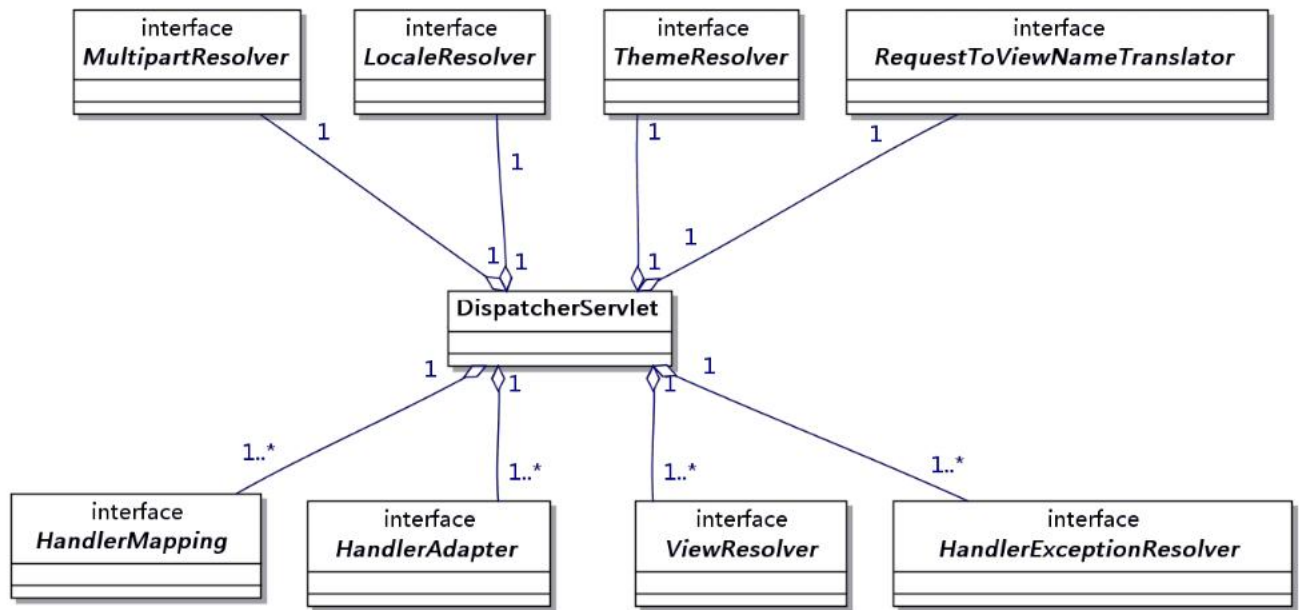 interface
MultipartResolver
interface
LocaleResolver
interface
ThemeResolver
interface
RequestToViewNameTranslator
1
1
1
1
1
1
1
1
DispatcherServlet
1
1
1
1
1..*
1..*
1..*
1..*
interface
HandlerMapping
interface
HandlerAdapter
interface
ViewResolver
interface
HandlerExceptionResolver